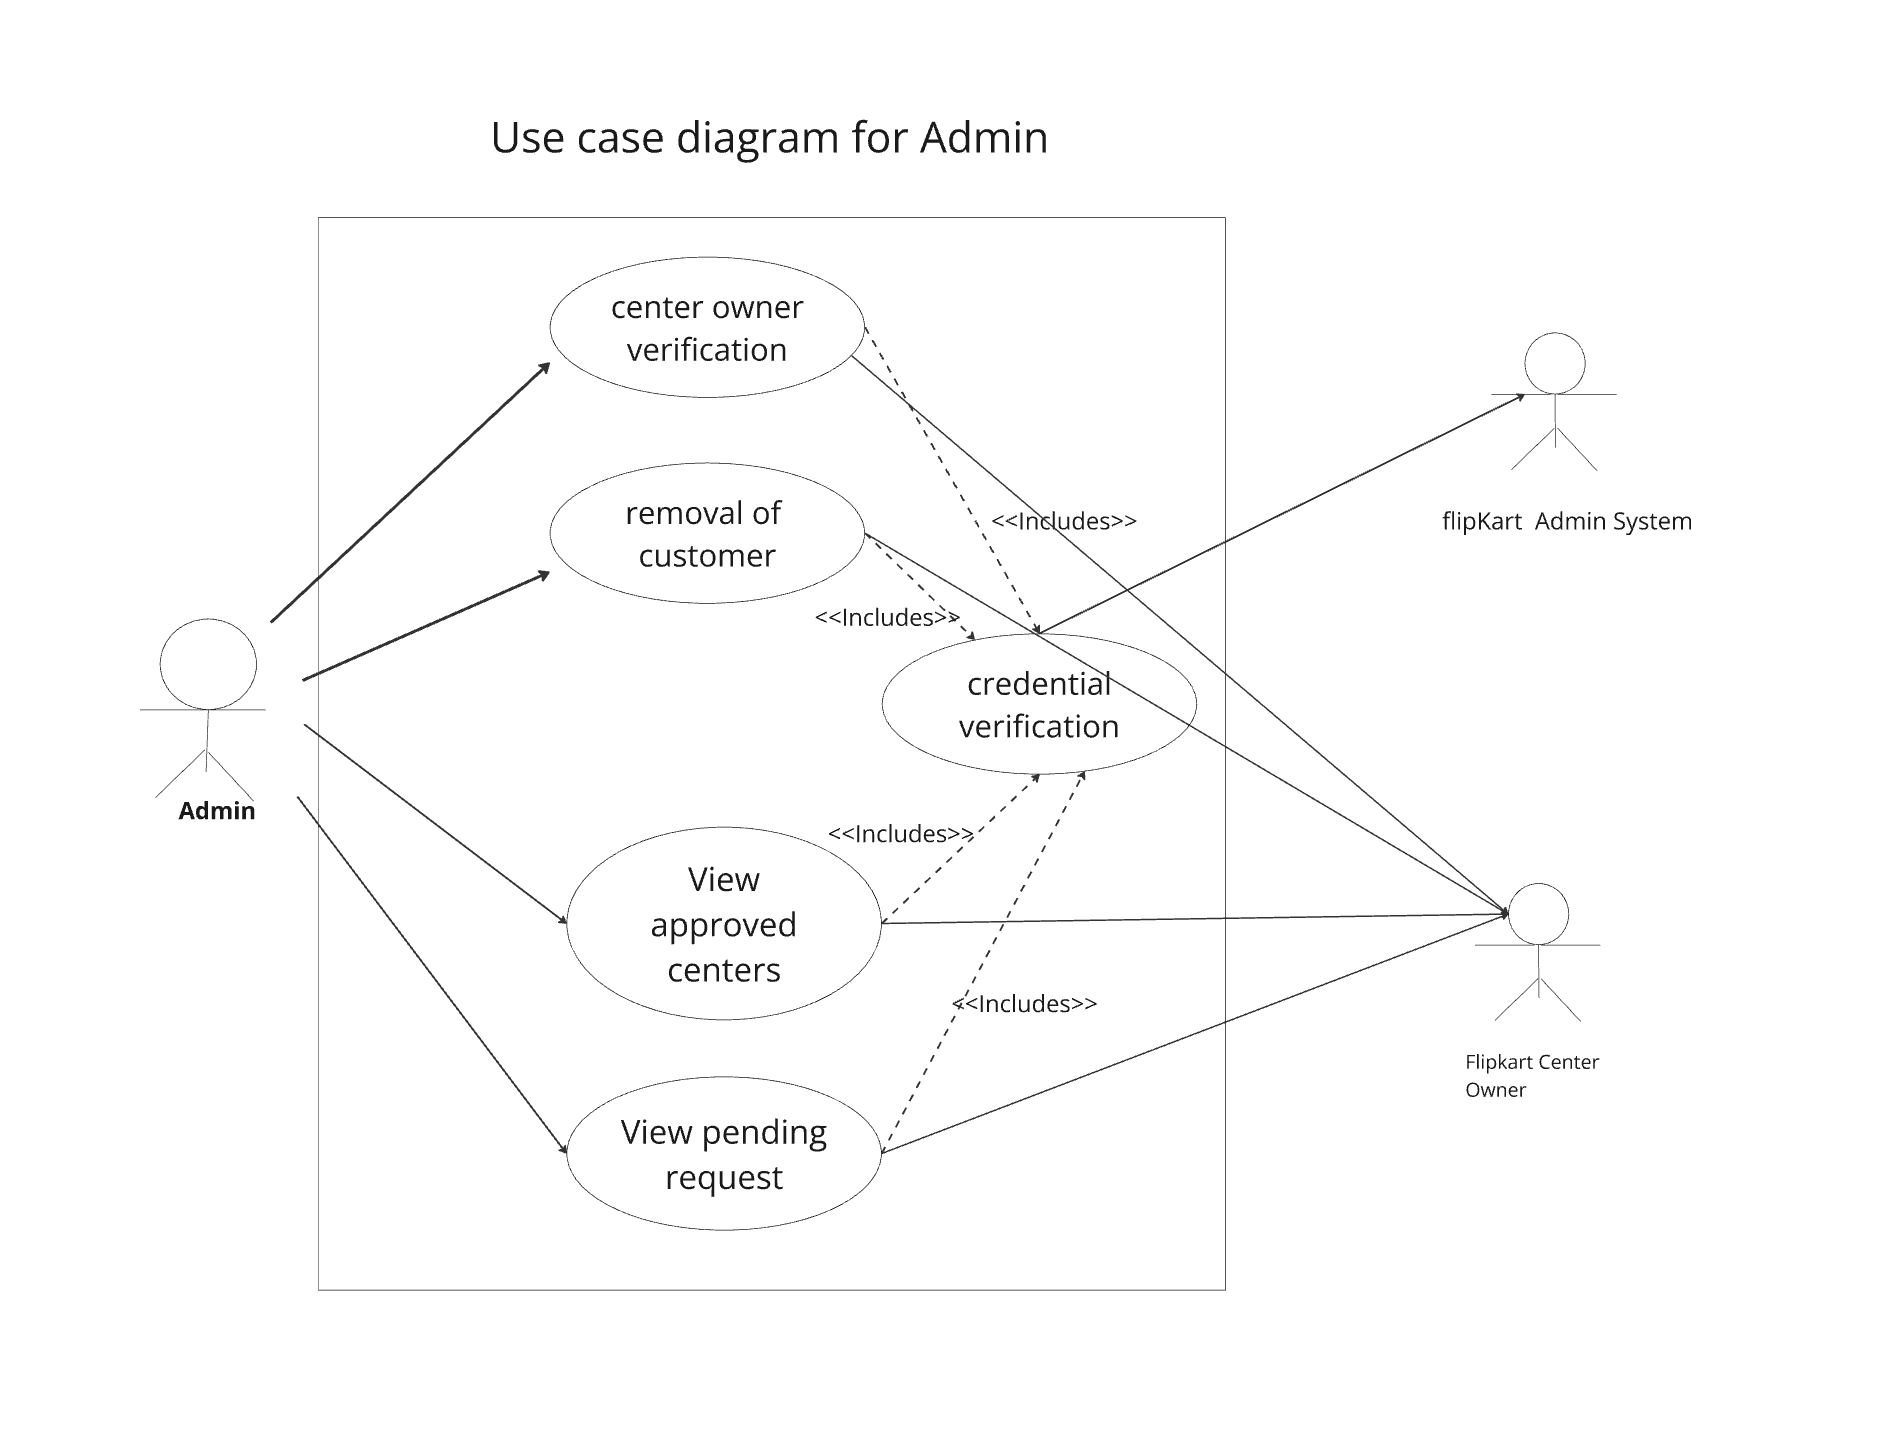 Use case diagram for Admin
center owner
verification
removal of
customer
<<Includes>>
flipKart  Admin System
<<Includes>>
credential
verification
Admin
<<Includes>>
View
approved
centers
<<Includes>>
Flipkart Center
Owner
View pending
request